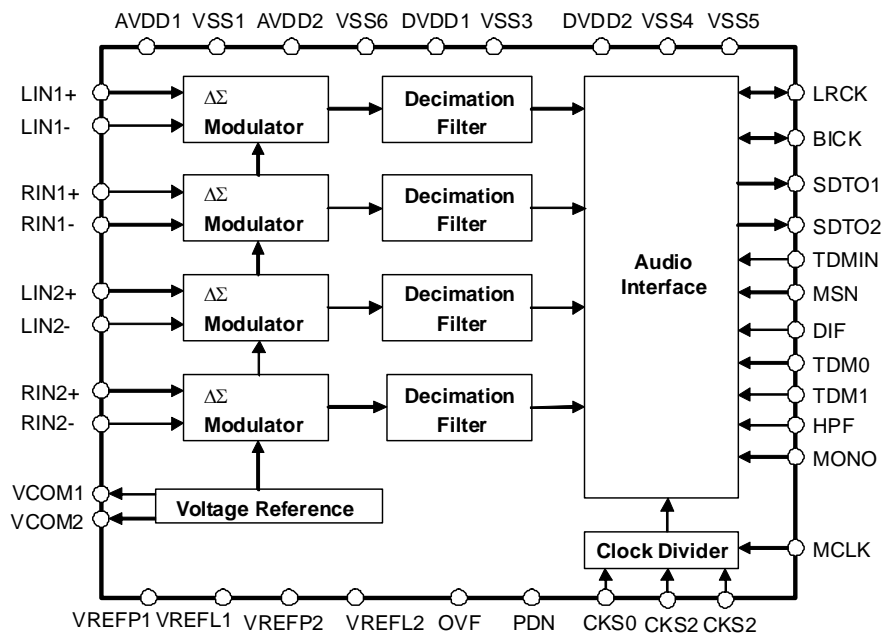 AVDD1 VSS1 AVDD2 VSS6 DVDD1 VSS3 DVDD2 VSS4 VSS5
LIN1+
LIN1-
RIN1+
RIN1-
LIN2+
LIN2-
RIN2+
RIN2-
VCOM1
VCOM2
ΔΣ
Modulator
Decimation
Filter
ΔΣ
Modulator
Decimation
Filter
ΔΣ
Modulator
Decimation
Filter
ΔΣ
Modulator
Decimation
Filter
Voltage Reference
Audio
Interface
Clock Divider
LRCK
BICK
SDTO1
SDTO2
TDMIN
MSN
DIF
TDM0
TDM1
HPF
MONO
MCLK
VREFP1 VREFL1 VREFP2 VREFL2 OVF PDN CKS0 CKS2 CKS2